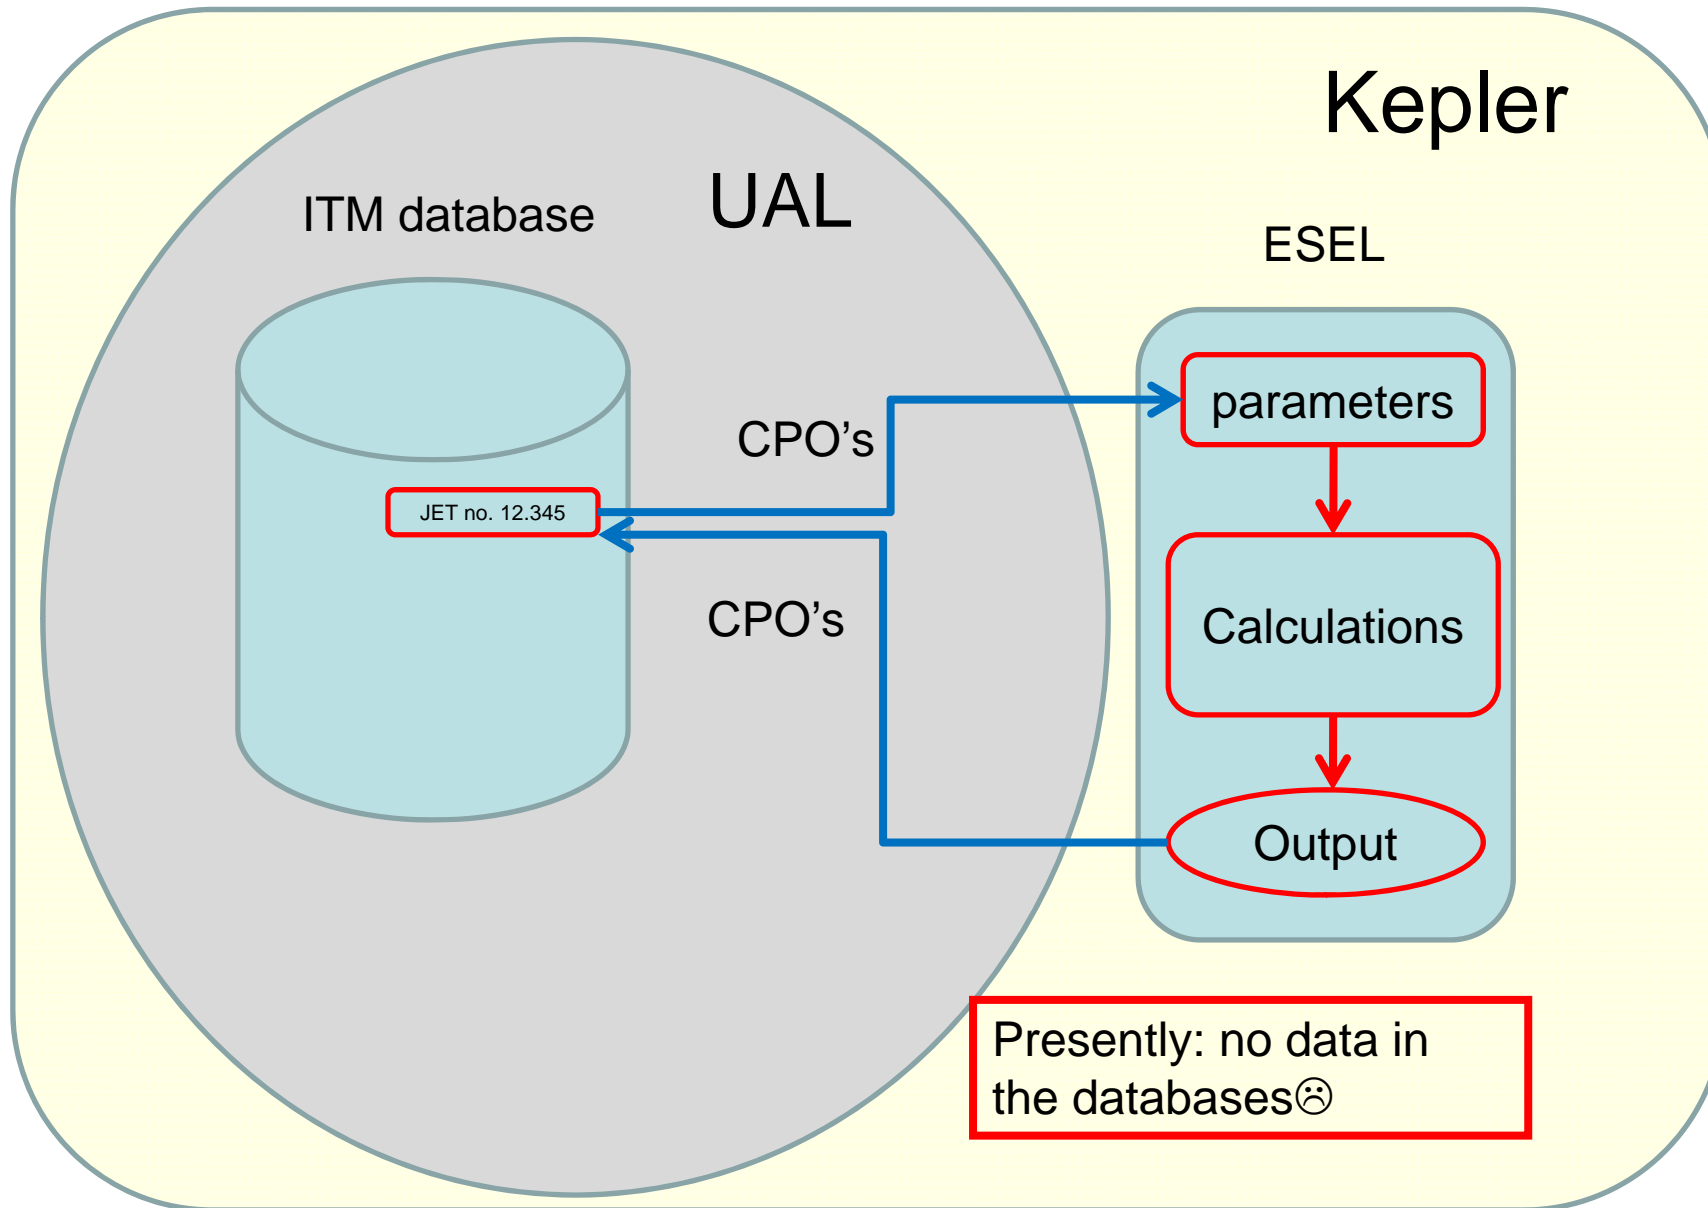 Kepler
UAL
ITM database
ESEL
parameters
CPO’s
JET no. 12.345
CPO’s
Calculations
Output
Presently: no data in
the databases☹